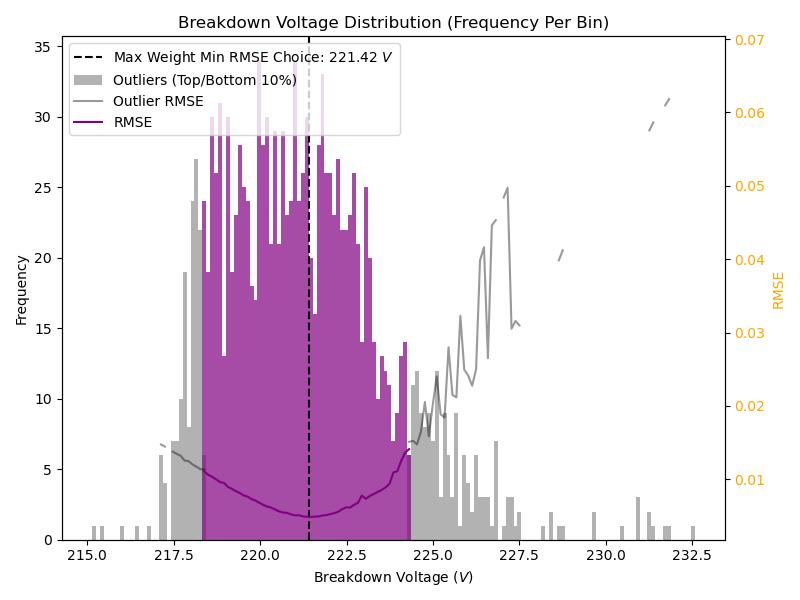 Breakdown Voltage Distribution (Frequency Per Bin)
Max Weight Min RMSE Choice: 221.42 V
Outliers (Top/Bottom 10%)
Outlier RMSE
RMSE
Frequency
35
30
25
20
15
10
5
0
215.0
217.5
220.0
222.5
225.0
227.5
230.0
232.5
Breakdown Voltage (V)
0.07
0.06
0.05
0.04
0.03
0.02
0.01
RMSE